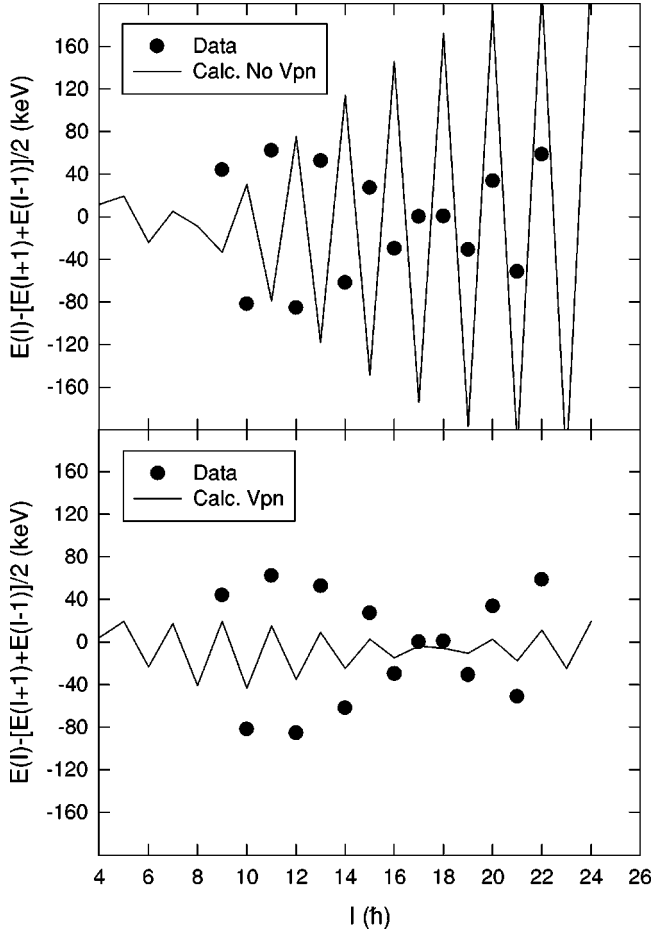 E(I)-[E(I+1)+E(I-1)]/2 (keV)
160
120
80
40
0
-40
-80
-120
-160
Data
Calc. No Vpn
E(I)-[E(I+1)+E(I-1)]/2 (keV)
160
120
80
40
0
-40
-80
-120
-160
Data
Calc. Vpn
4 6 8 10 12 14 16 18 20 22 24 26
I (ħ)